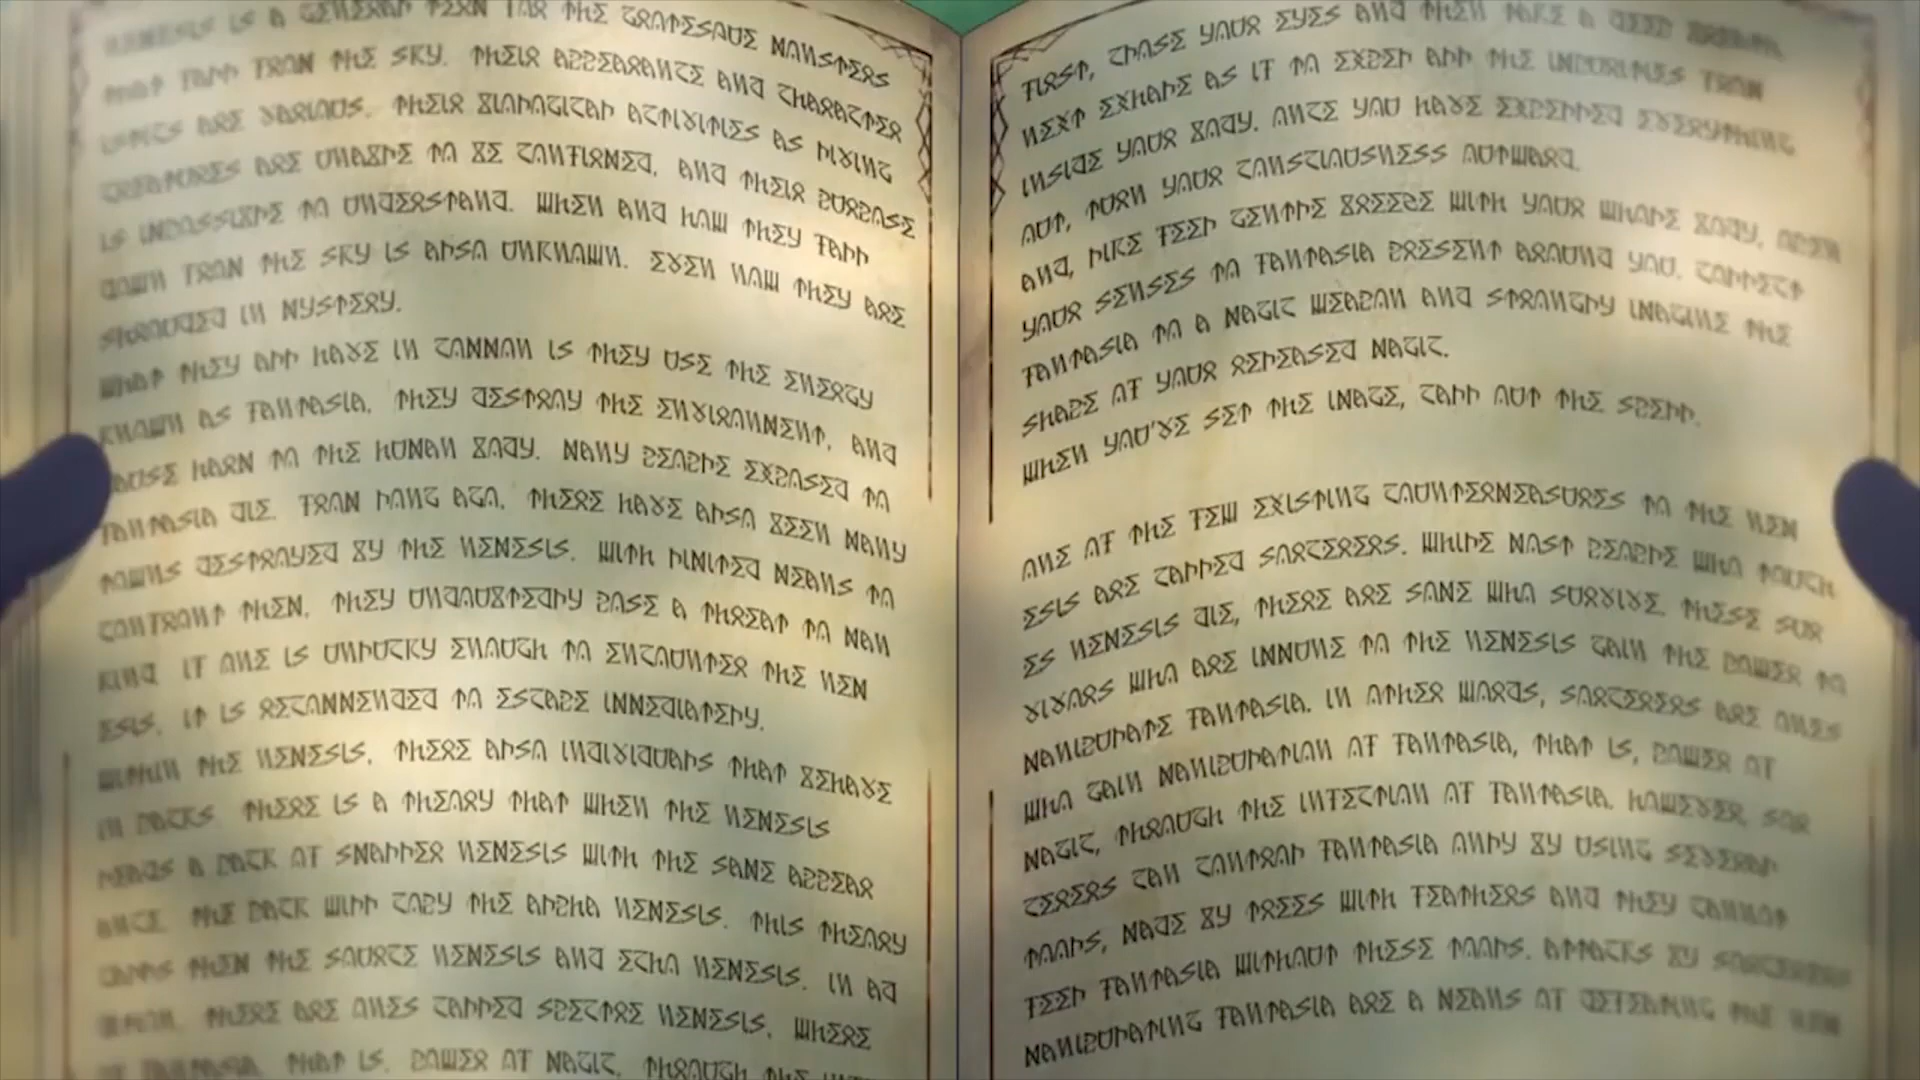 NEMESIS IS A GENERAL TERM FOR THE GROTESQUE MONSTERS
THAT FALL FROM THE SKY. THEIR APPEARANCE AND CHARACTER
ISTICS ARE VARIOUS. THEIR BIOLOGICAL ACTIVITIES AS LIVING
CREATURES ARE UNABLE TO BE CONFIRMED, AND THEIR PURPOSE
IS IMPOSSIBLE TO UNDERSTAND. WHEN AND HOW THEY FALL
DOWN FROM THE SKY IS ALSO UNKNOWN. EVEN NOW THEY ARE
SHROUDED IN MYSTERY.
WHAT THEY ALL HAVE IN COMMON IS THEY USE THE ENERGY
KNOWN AS FANTASIA. THEY DESTROY THE ENVIRONMENT, AND
CAUSE HARM TO THE HUMAN BODY. MANY PEOPLE EXPOSED TO
FANTASIA DIE. FROM LONG AGO, THERE HAVE ALSO BEEN MANY
TOWNS DESTROYED BY THE NEMESIS. WITH LIMITED MEANS TO
CONFRONT THEM, THEY UNDOUBTEDLY POSE A THREAT TO MAN
KIND. IF ONE IS UNLUCKY ENOUGH TO ENCOUNTER THE NEM
ESIS, IT IS RECOMMENDED TO ESCAPE IMMEDIATELY.
WITHIN THE NEMESIS, THERE ALSO INDIVIDUALS THAT BEHAVE
IN PACKS. THERE IS A THEORY THAT WHEN THE NEMESIS
LEADS A PACK OF SMALLER NEMESIS WITH THE SAME APPEAR
ANCE, THE PACK WILL COPY THE ALPHA NEMESIS. THIS THEORY
CALLS THEM THE SOURCE NEMESIS AND ECHO NEMESIS. IN AD
DITION, THERE ARE ONES CALLED SPECTRE NEMESIS, WHERE
OF FANTASIA, THAT IS, POWER OF MAGIC, THROUGH THE
FIRST, CLOSE YOUR EYES AND THEN TAKE A DEEP BREATH,
NEXT EXHALE AS IF TO EXPEL ALL THE IMPURITIES FROM
INSIDE YOUR BODY. ONCE YOU HAVE EXPELLED EVERYTHING
OUT, TURN YOUR CONSCIOUSNESS OUTWARD.
AND, LIKE FEEL GENTLE BREEZE WITH YOUR WHOLE BODY, OPEN
YOUR SENSES TO FANTASIA PRESENT AROUND YOU. COLLECT
FANTASIA TO A MAGIC WEAPON AND STRONGLY IMAGINE THE
SHAPE OF YOUR RELEASED MAGIC.
WHEN YOU'VE SET THE IMAGE, CALL OUT THE SPELL.
ONE OF THE FEW EXISTING COUNTERMEASURES TO THE NEM
ESIS ARE CALLED SORCERERS. WHILE MOST PEOPLE WHO TOUCH
ES NEMESIS DIE, THERE ARE SOME WHO SURVIVE. THESE SUR
VIVORS WHO ARE IMMUNE TO THE NEMESIS GAIN THE POWER TO
MANIPULATE FANTASIA. IN OTHER WORDS, SORCERERS ARE ONES
WHO GAIN MANIPULATION OF FANTASIA, THAT IS, POWER OF
MAGIC, THROUGH THE INFECTION OF FANTASIA. HOWEVER, SOR
CERERS CAN CONTROL FANTASIA ONLY BY USING SEVERAL
TOOLS, MADE BY TREES WITH FEATHERS AND THEY CANNOT
FEEL FANTASIA WITHOUT THESE TOOLS. ATTACKS BY SORCERERS
MANIPULATING FANTASIA ARE A MEANS OF DEFEATING THE NEM